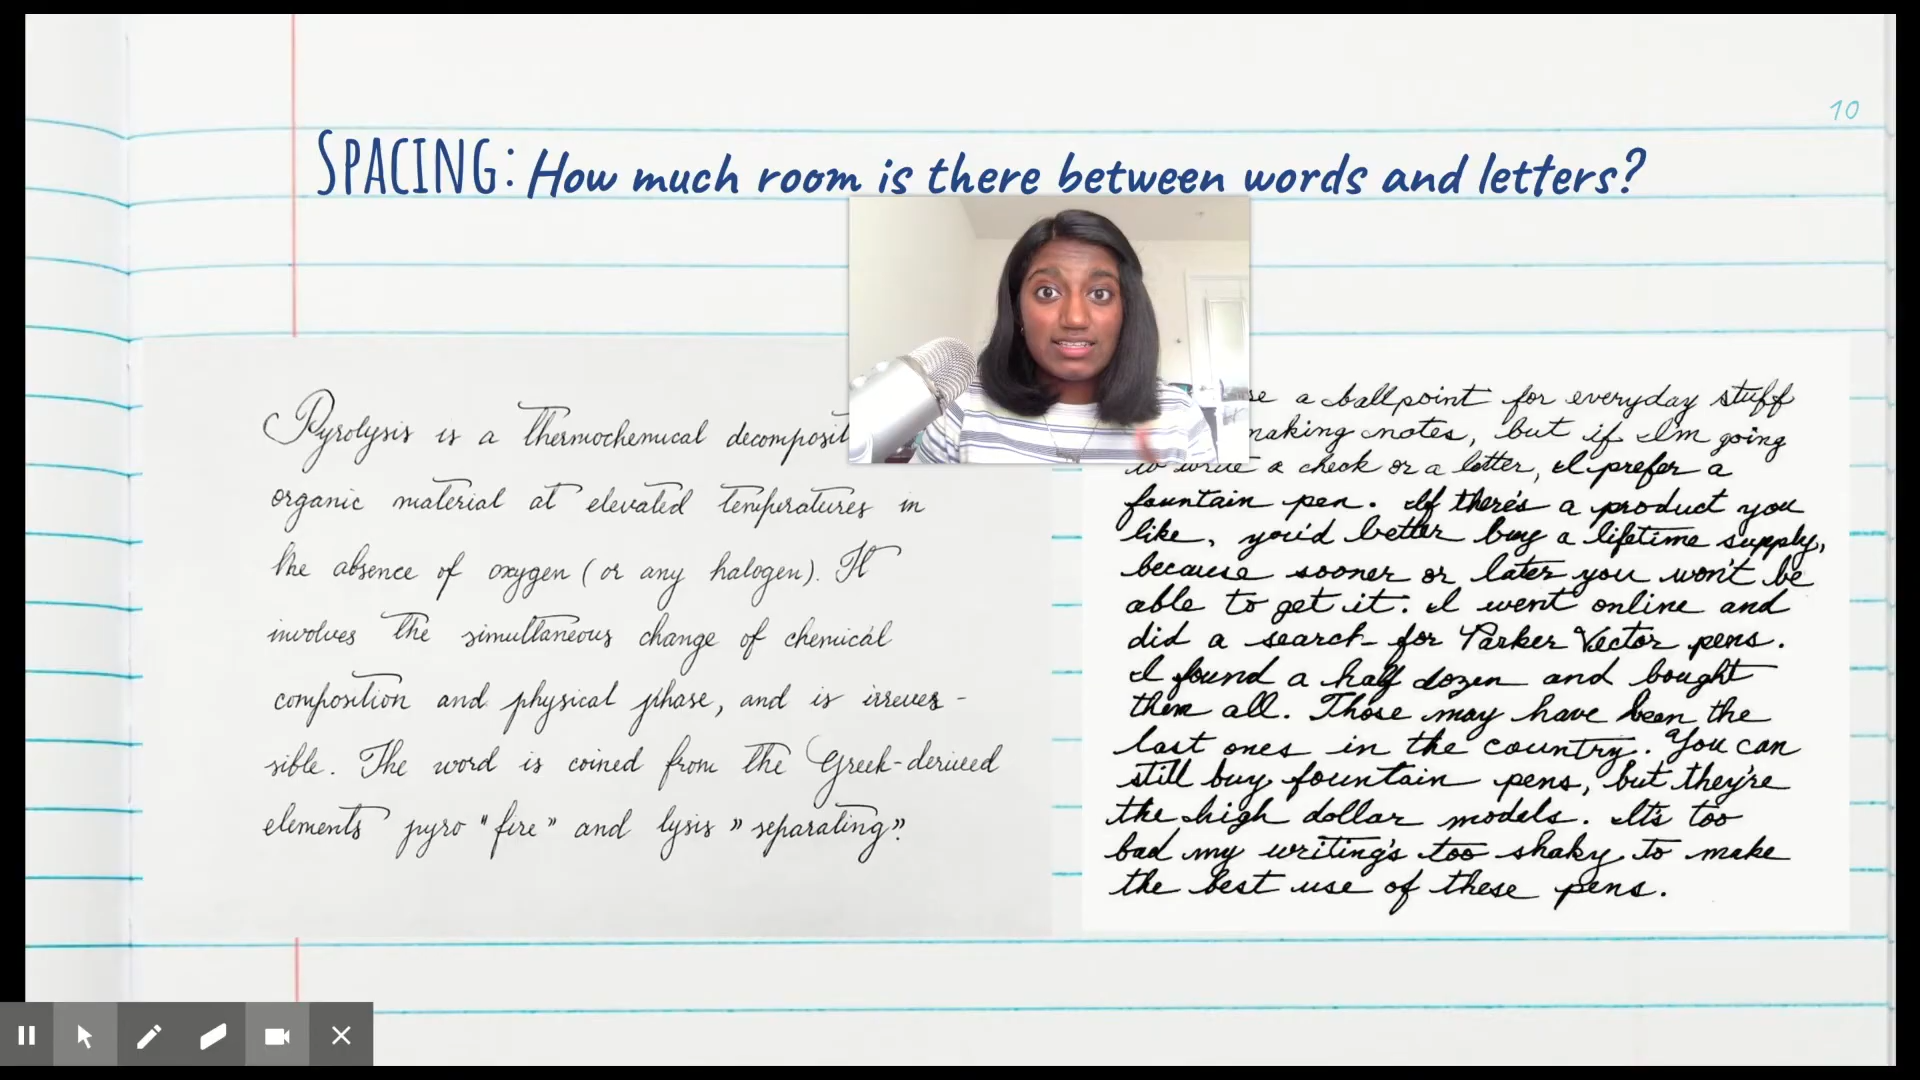 10
SPACING: How much room is there between words and letters?
Pyrolysis is a thermochemical decomposit
organic material at elevated temperatures in
the absence of oxygen (or any halogen). It
involves the simultaneous change of chemical
composition and physical phase, and is irrever-
sible. The word is coined from the Greek-derived
elements pyro "fire" and lysis "separating".
se a ballpoint for everyday stuff
making notes, but if I'm going
to write a check or a letter, I prefer a
fountain pen. If there's a product you
like, you'd better buy a lifetime supply,
because sooner or later you won't be
able to get it. I went online and
did a search for Parker Vector pens.
I found a half dozen and bought
them all. Those may have been the
last ones in the country. You can
still buy fountain pens, but they're
the high dollar models. It's too
bad my writing's too shaky to make
the best use of these pens.